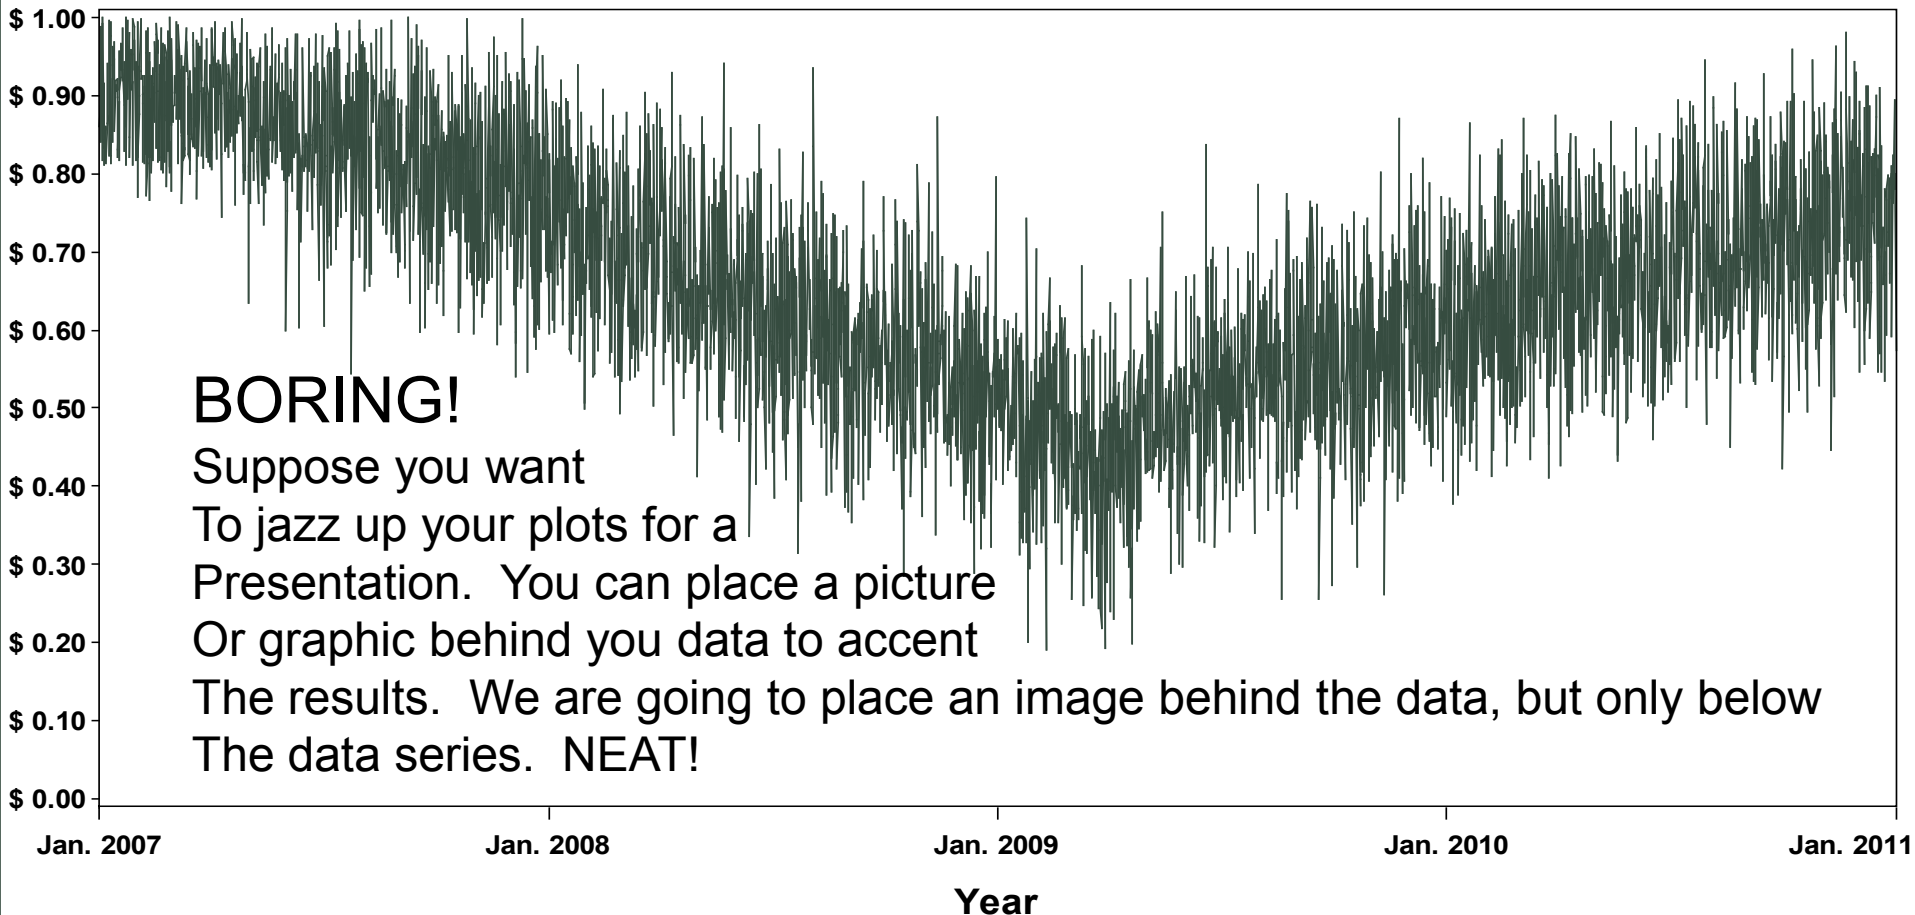 $ 1.00
$ 0.90
$ 0.80
$ 0.70
$ 0.60
$ 0.50
$ 0.40
$ 0.30
$ 0.20
$ 0.10
$ 0.00
BORING!
Suppose you want
To jazz up your plots for a
Presentation.  You can place a picture
Or graphic behind you data to accent
The results.  We are going to place an image behind the data, but only below
The data series.  NEAT!
Jan. 2007 Jan. 2008 Jan. 2009 Jan. 2010 Jan. 2011
Year